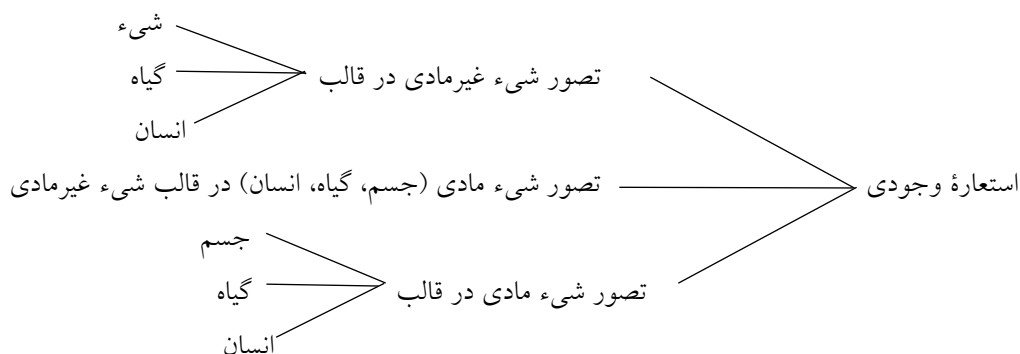 شیء
تصور شیء غیرمادی در قالب
گیاه
انسان
استعارهٔ وجودی
تصور شیء مادی (جسم، گیاه، انسان) در قالب شیء غیرمادی
جسم
تصور شیء مادی در قالب
گیاه
انسان